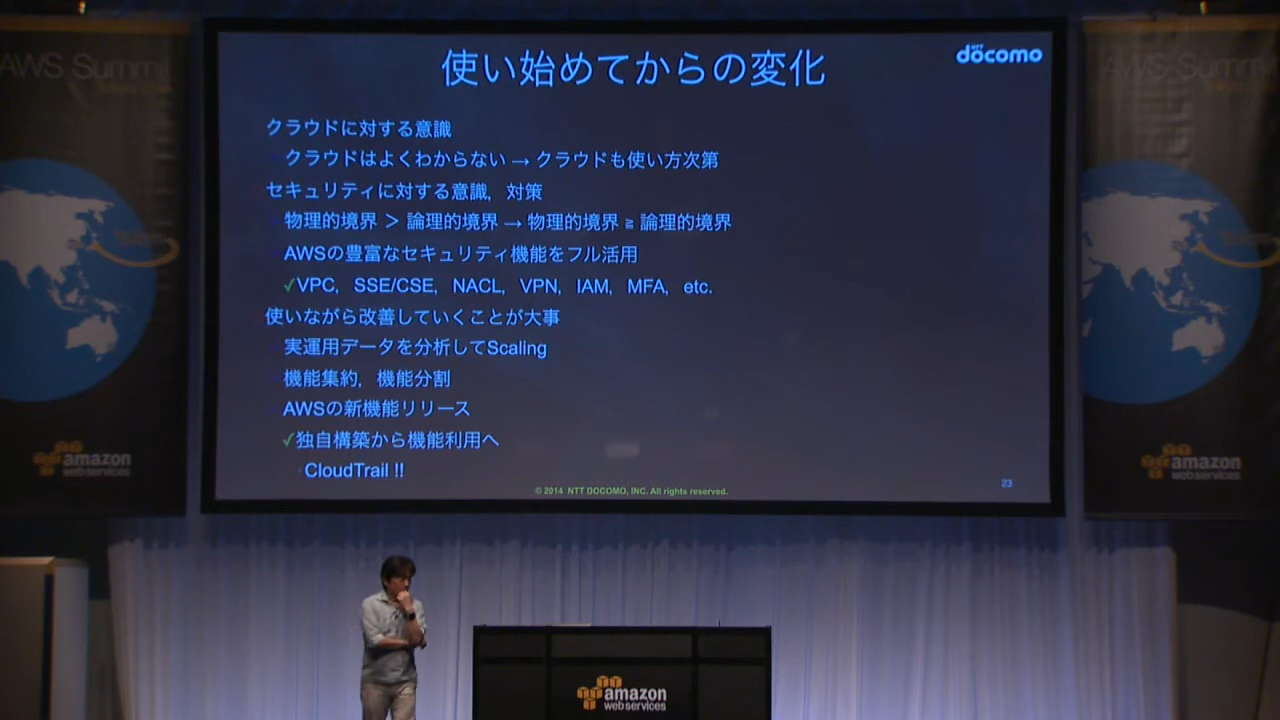 使い始めてからの変化
NTT
docomo
クラウドに対する意識
クラウドはよくわからない → クラウドも使い方次第
セキュリティに対する意識，対策
物理的境界 ＞ 論理的境界 → 物理的境界 ≧ 論理的境界
AWSの豊富なセキュリティ機能をフル活用
✓VPC，SSE/CSE，NACL，VPN，IAM，MFA，etc.
使いながら改善していくことが大事
実運用データを分析してScaling
機能集約，機能分割
AWSの新機能リリース
✓独自構築から機能利用へ
CloudTrail !!
© 2014 NTT DOCOMO, INC. All rights reserved.
23
AWS Summ
AWS Summ
amazon
web services
amazon
web services
amazon
web services